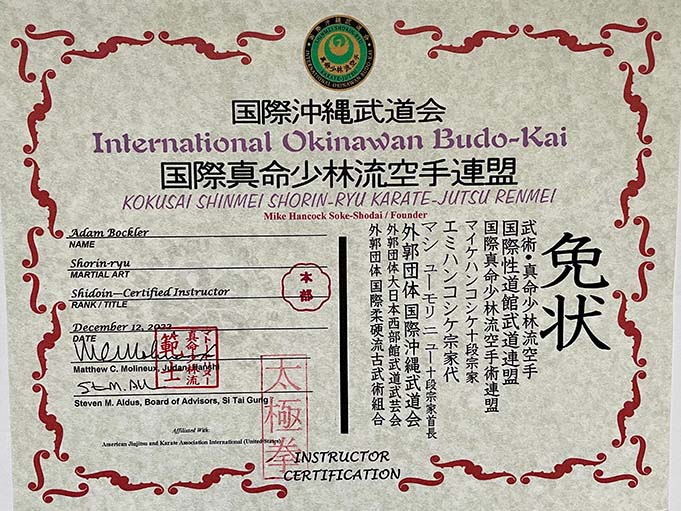 国際沖縄武道会
International Okinawan Budo-Kai
国際真命少林流空手連盟
KOKUSAI SHINMEI SHORIN-RYU KARATE-JUTSU RENMEI
Mike Hancock Soke-Shodai / Founder
Adam Bockler
NAME
Shorin-ryu
MARTIAL ART
Shidoin—Certified Instructor
RANK / TITLE
December 12, 2022
DATE
Matthew C. Molineux, Judan, Hanshi
Steven M. Aldus, Board of Advisors, Si Tai Gung
Affiliated With:
American Jiujitsu and Karate Association International (United States)
本部
真命少林流
範士
太極拳
免状
武術・真命少林流空手
国際性道館武道連盟
国際真命少林流空手術連盟
マイケハンコシケ十段宗家
エミハンコシケ宗家代
マシ ューモリ ニュー十段宗家首長
外郭団体 国際沖縄武道会
外郭団体大日本西部館武道武芸会
外郭団体 国際柔硬流古武術組合
INSTRUCTOR
CERTIFICATION